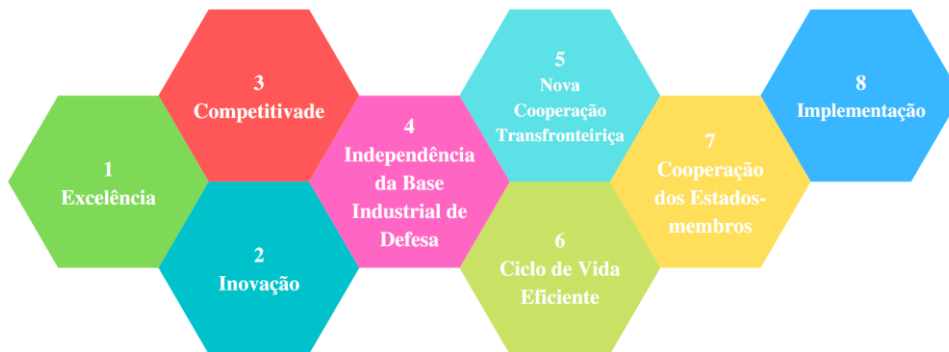 1
Excelência
2
Inovação
3
Competitivade
4
Independência
da Base
Industrial de
Defesa
5
Nova
Cooperação
Transfronteiriça
6
Ciclo de Vida
Eficiente
7
Cooperação
dos Estados-
membros
8
Implementação